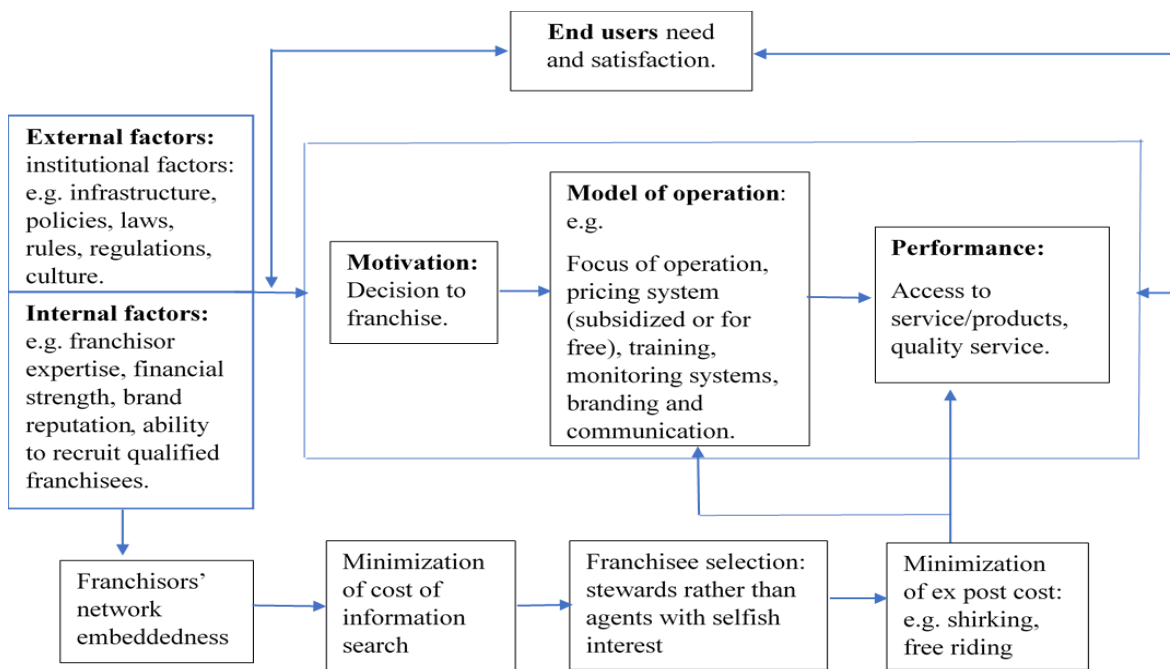 End users need
and satisfaction.
External factors:
institutional factors:
e.g. infrastructure,
policies, laws,
rules, regulations,
culture.
Internal factors:
e.g. franchisor
expertise, financial
strength, brand
reputation, ability
to recruit qualified
franchisees.
Motivation:
Decision to
franchise.
Model of operation:
e.g.
Focus of operation,
pricing system
(subsidized or for
free), training,
monitoring systems,
branding and
communication.
Performance:
Access to
service/products,
quality service.
Franchisors’
network
embeddedness
Minimization
of cost of
information
search
Franchisee selection:
stewards rather than
agents with selfish
interest
Minimization
of ex post cost:
e.g. shirking,
free riding